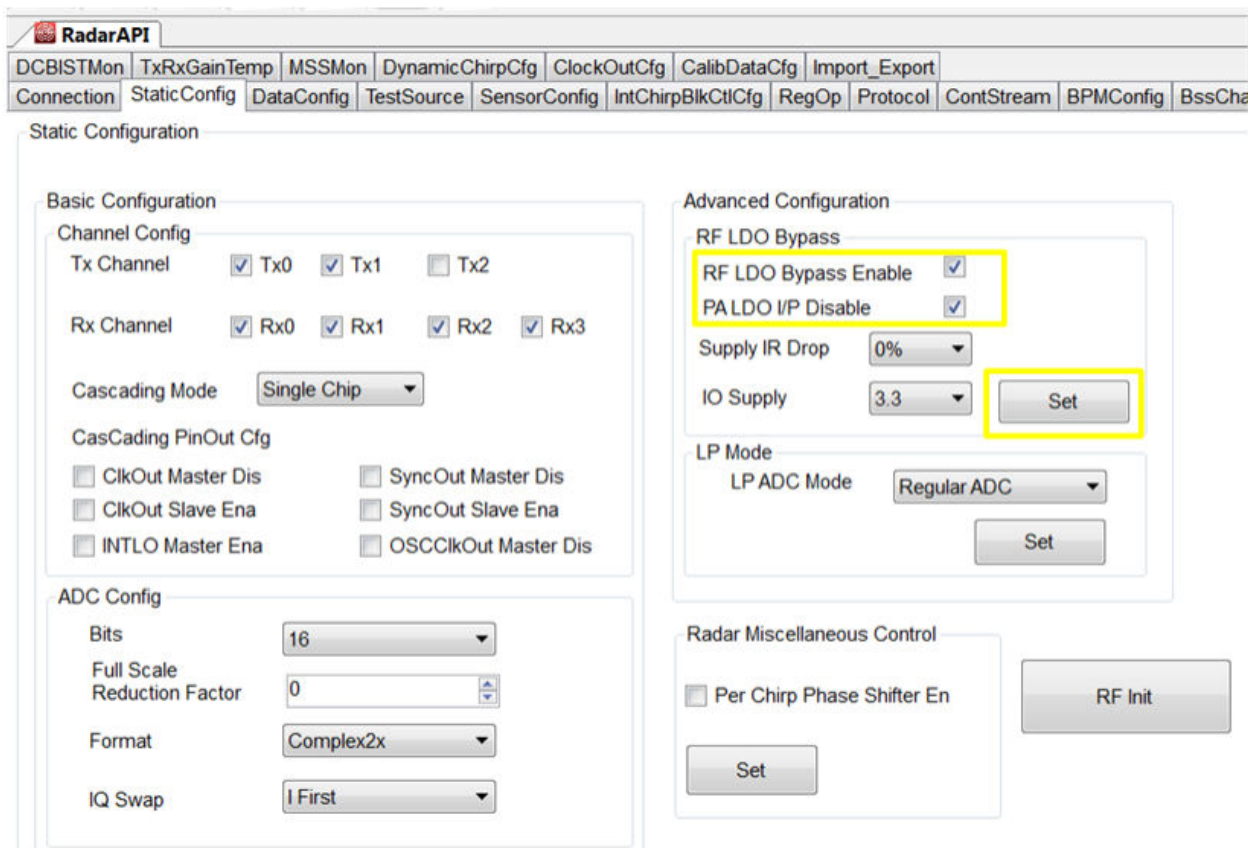 RadarAPI
DCBISTMon TxRxGainTemp MSSMon DynamicChirpCfg ClockOutCfg CalibDataCfg Import_Export
Connection StaticConfig DataConfig TestSource SensorConfig IntChirpBlkCtlCfg RegOp Protocol ContStream BPMConfig BssCha
Static Configuration
Basic Configuration
Channel Config
Tx Channel Tx0 Tx1 Tx2
Rx Channel Rx0 Rx1 Rx2 Rx3
Cascading Mode Single Chip
CasCading PinOut Cfg
ClkOut Master Dis SyncOut Master Dis
ClkOut Slave Ena SyncOut Slave Ena
INTLO Master Ena OSCClkOut Master Dis
ADC Config
Bits 16
Full Scale
Reduction Factor 0
Format Complex2x
IQ Swap I First
Advanced Configuration
RF LDO Bypass
RF LDO Bypass Enable
PA LDO I/P Disable
Supply IR Drop 0%
IO Supply 3.3 Set
LP Mode
LP ADC Mode Regular ADC
Set
Radar Miscellaneous Control
Per Chirp Phase Shifter En
Set
RF Init